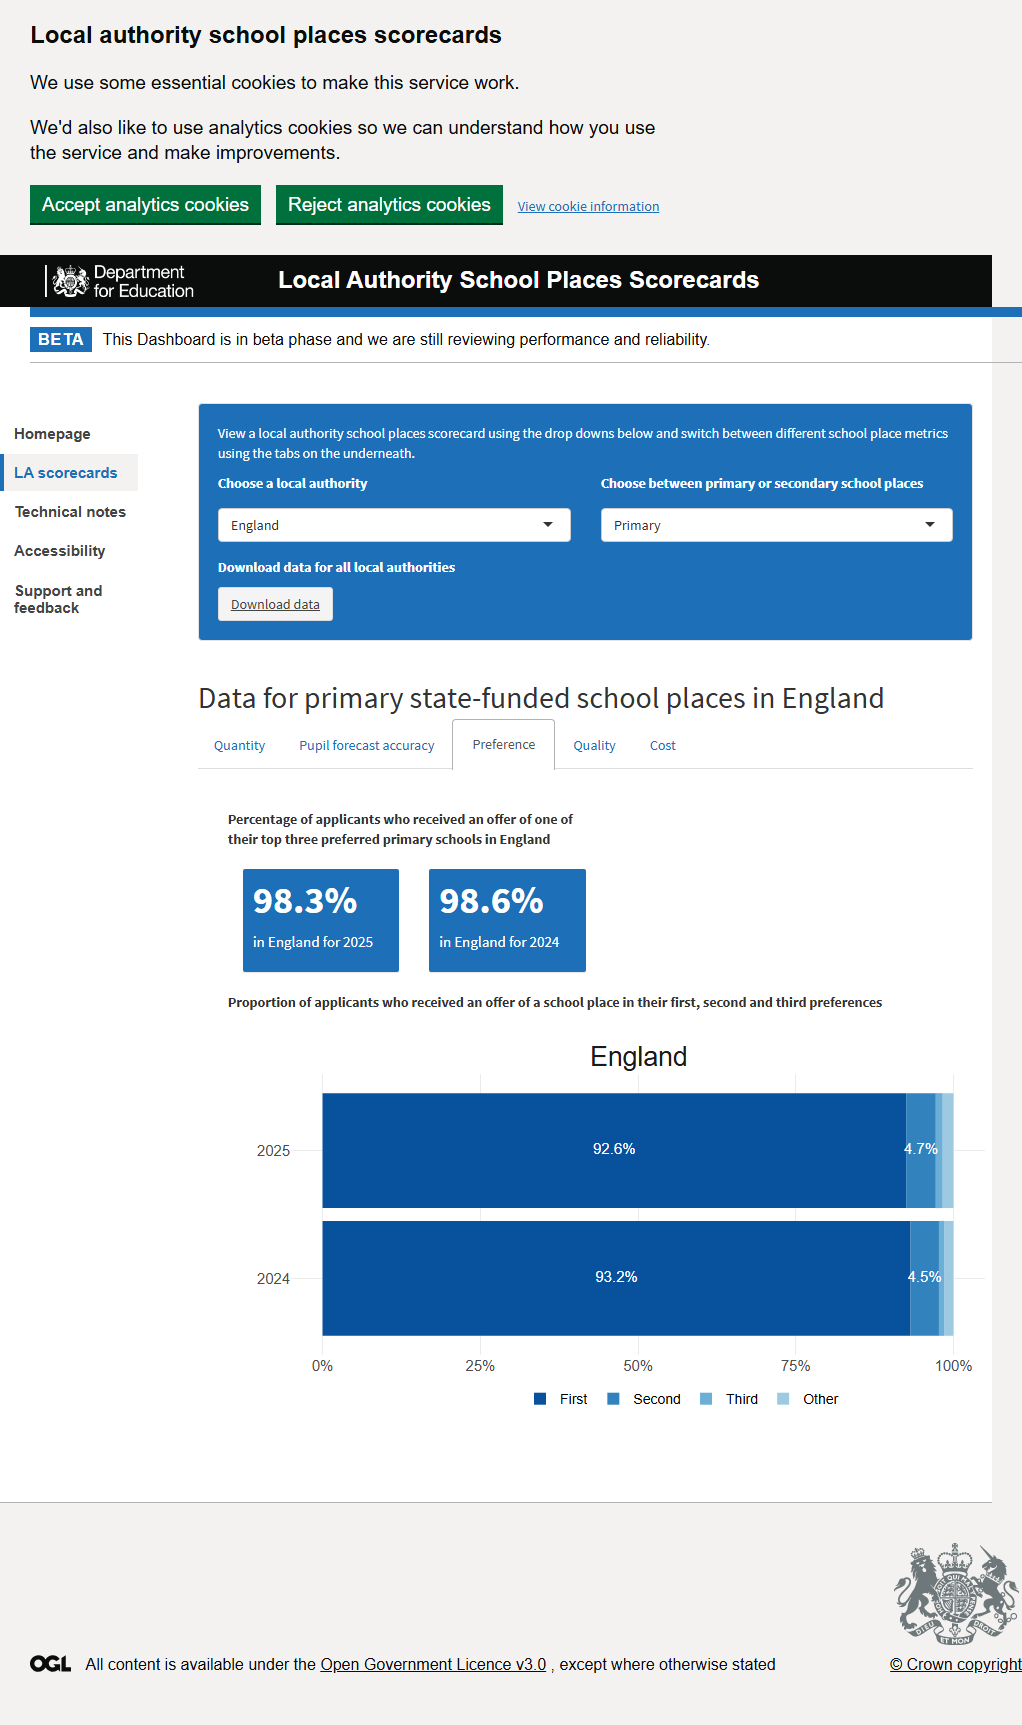 Local authority school places scorecards
We use some essential cookies to make this service work.
We'd also like to use analytics cookies so we can understand how you use
the service and make improvements.
Accept analytics cookies Reject analytics cookies View cookie information
Department
for Education
Local Authority School Places Scorecards
BETA This Dashboard is in beta phase and we are still reviewing performance and reliability.
Homepage
LA scorecards
Technical notes
Accessibility
Support and
feedback
View a local authority school places scorecard using the drop downs below and switch between different school place metrics
using the tabs on the underneath.
Choose a local authority
England
Choose between primary or secondary school places
Primary
Download data for all local authorities
Download data
Data for primary state-funded school places in England
Quantity Pupil forecast accuracy Preference Quality Cost
Percentage of applicants who received an offer of one of
their top three preferred primary schools in England
98.3%
in England for 2025
98.6%
in England for 2024
Proportion of applicants who received an offer of a school place in their first, second and third preferences
England
2025 92.6% 4.7%
2024 93.2% 4.5%
0% 25% 50% 75% 100%
First Second Third Other
OGL All content is available under the Open Government Licence v3.0 , except where otherwise stated
© Crown copyright